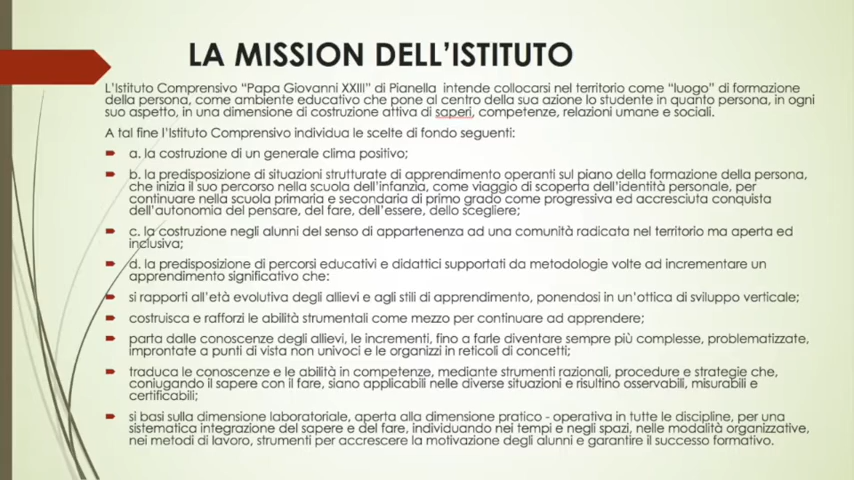 LA MISSION DELL'ISTITUTO
L'Istituto Comprensivo "Papa Giovanni XXIII" di Pianella intende collocarsi nel territorio come "luogo" di formazione
della persona, come ambiente educativo che pone al centro della sua azione lo studente in quanto persona, in ogni
suo aspetto, in una dimensione di costruzione attiva di saperi, competenze, relazioni umane e sociali.
A tal fine l'Istituto Comprensivo individua le scelte di fondo seguenti:
a. la costruzione di un generale clima positivo;
b. la predisposizione di situazioni strutturate di apprendimento operanti sul piano della formazione della persona,
che inizia il suo percorso nella scuola dell'infanzia, come viaggio di scoperta dell'identità personale, per
continuare nella scuola primaria e secondaria di primo grado come progressiva ed accresciuta conquista
dell'autonomia del pensare, del fare, dell'essere, dello scegliere;
c. la costruzione negli alunni del senso di appartenenza ad una comunità radicata nel territorio ma aperta ed
inclusiva;
d. la predisposizione di percorsi educativi e didattici supportati da metodologie volte ad incrementare un
apprendimento significativo che:
si rapporti all'età evolutiva degli allievi e agli stili di apprendimento, ponendosi in un'ottica di sviluppo verticale;
costruisca e rafforzi le abilità strumentali come mezzo per continuare ad apprendere;
parta dalle conoscenze degli allievi, le incrementi, fino a farle diventare sempre più complesse, problematizzate,
improntate a punti di vista non univoci e le organizzi in reticoli di concetti;
traduca le conoscenze e le abilità in competenze, mediante strumenti razionali, procedure e strategie che,
coniugando il sapere con il fare, siano applicabili nelle diverse situazioni e risultino osservabili, misurabili e
certificabili;
si basi sulla dimensione laboratoriale, aperta alla dimensione pratico - operativa in tutte le discipline, per una
sistematica integrazione del sapere e del fare, individuando nei tempi e negli spazi, nelle modalità organizzative,
nei metodi di lavoro, strumenti per accrescere la motivazione degli alunni e garantire il successo formativo.